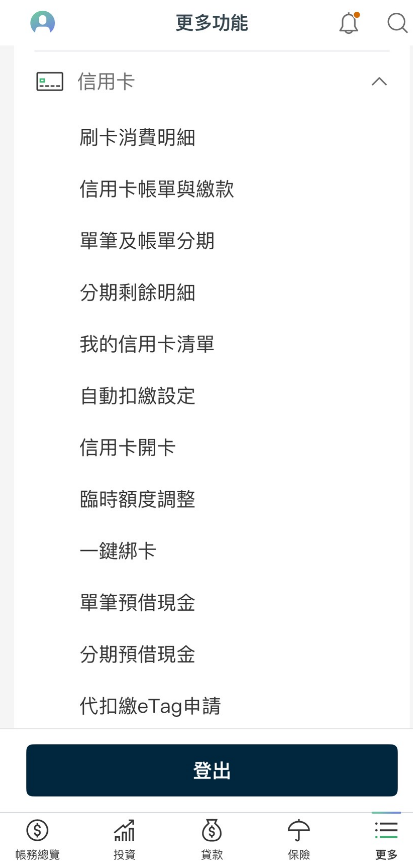 更多功能
信用卡
刷卡消費明細
信用卡帳單與繳款
單筆及帳單分期
分期剩餘明細
我的信用卡清單
自動扣繳設定
信用卡開卡
臨時額度調整
一鍵綁卡
單筆預借現金
分期預借現金
代扣繳eTag申請
登出
帳務總覽 投資 貸款 保險 更多